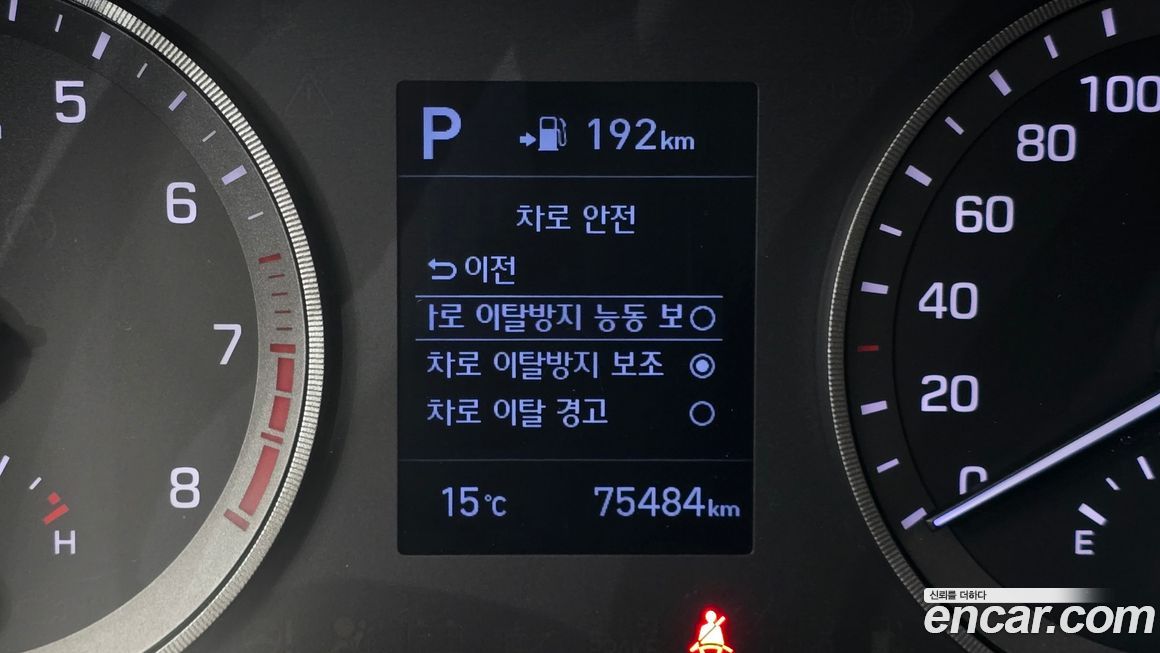 5
6
7
8
H
P 192km
차로 안전
이전
로 이탈방지 능동 보
차로 이탈방지 보조
차로 이탈 경고
15°C 75484km
100
80
60
40
20
0
E
신뢰를 더하다
encar.com